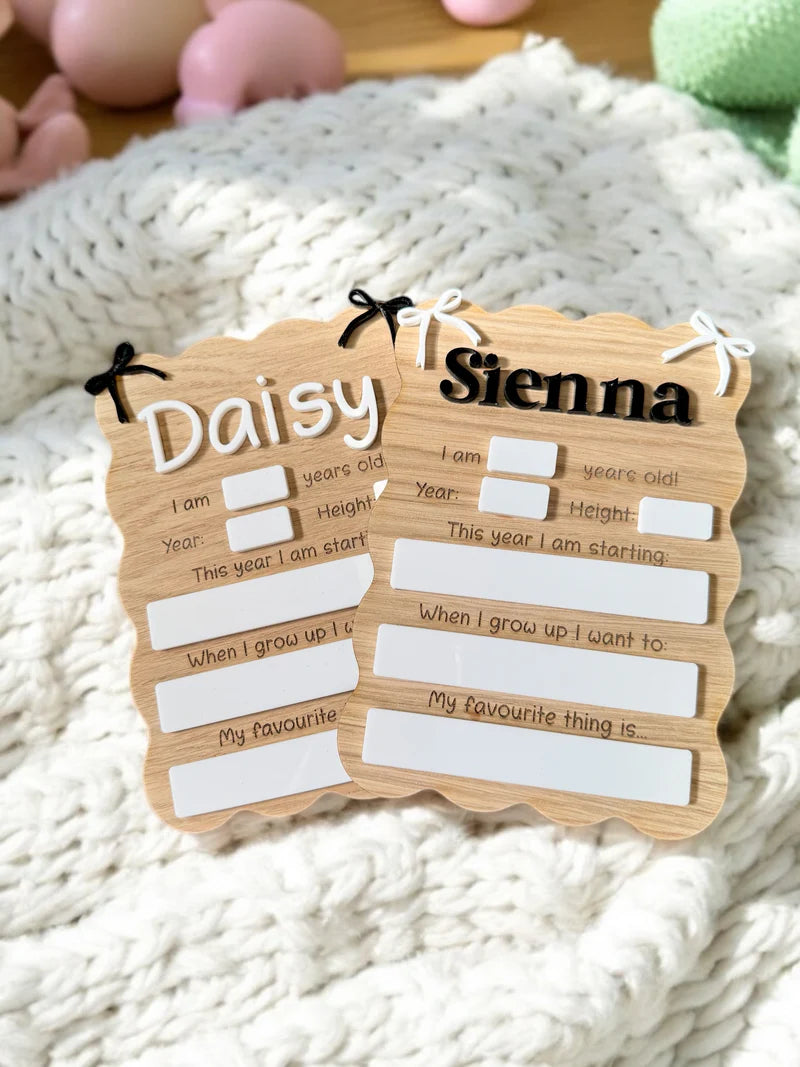 Daisy
I am
years old
Year:
Height:
This year I am start
When I grow up I
My favourite
Sienna
I am years old!
Year: Height:
This year I am starting:
When I grow up I want to:
My favourite thing is...